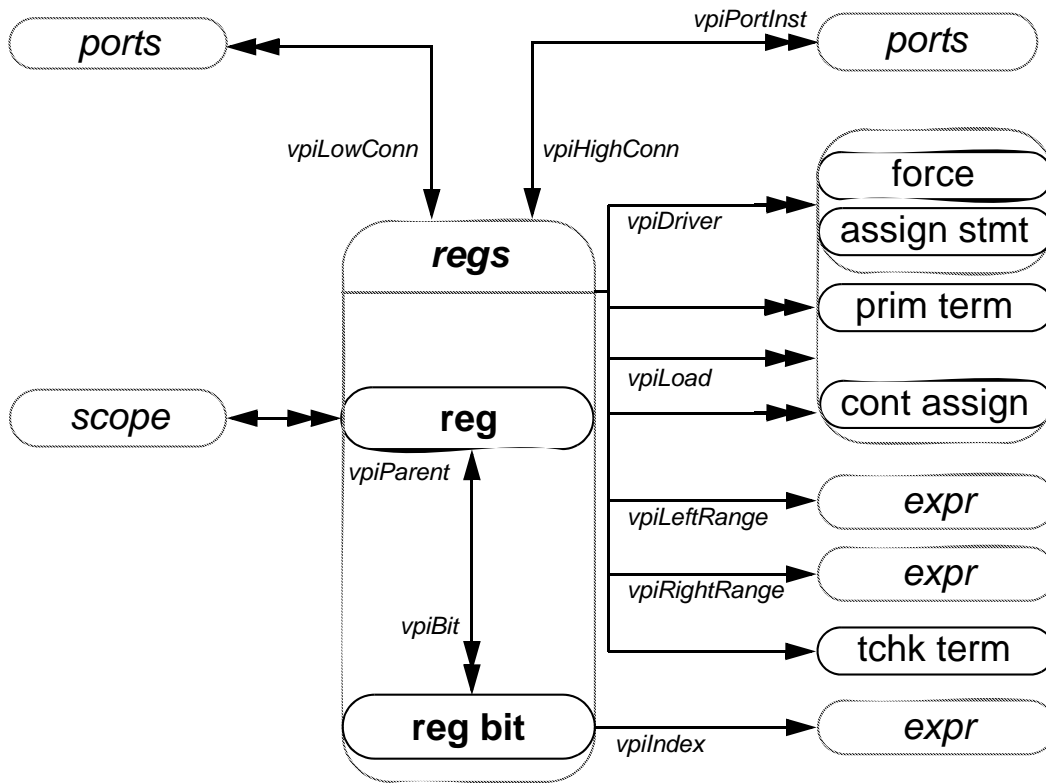 vpiPortInst
ports
ports
vpiLowConn
vpiHighConn
force
vpiDriver
assign stmt
regs
prim term
vpiLoad
scope
reg
cont assign
vpiParent
vpiLeftRange
expr
vpiRightRange
expr
vpiBit
tchk term
reg bit
vpiIndex
expr